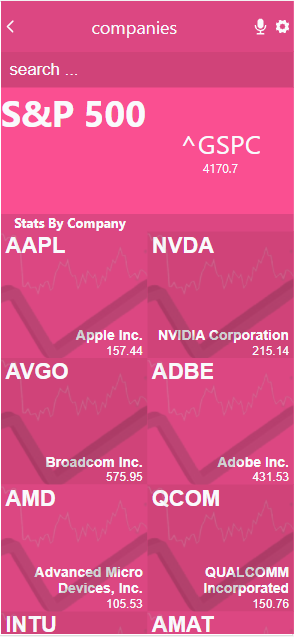 companies
search ...
S&P 500
^GSPC
4170.7
Stats By Company
AAPL
Apple Inc.
157.44
NVDA
NVIDIA Corporation
215.14
AVGO
Broadcom Inc.
575.95
ADBE
Adobe Inc.
431.53
AMD
Advanced Micro
Devices, Inc.
105.53
QCOM
QUALCOMM
Incorporated
150.76
INTU
AMAT